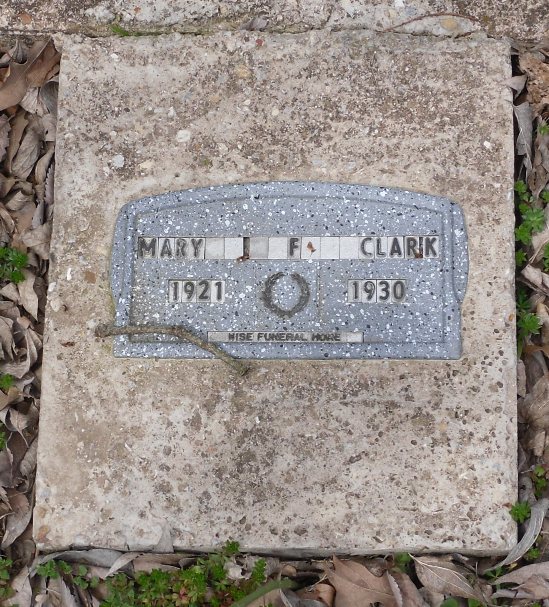 MARY F CLARK
1921 1930
WISE FUNERAL HOME